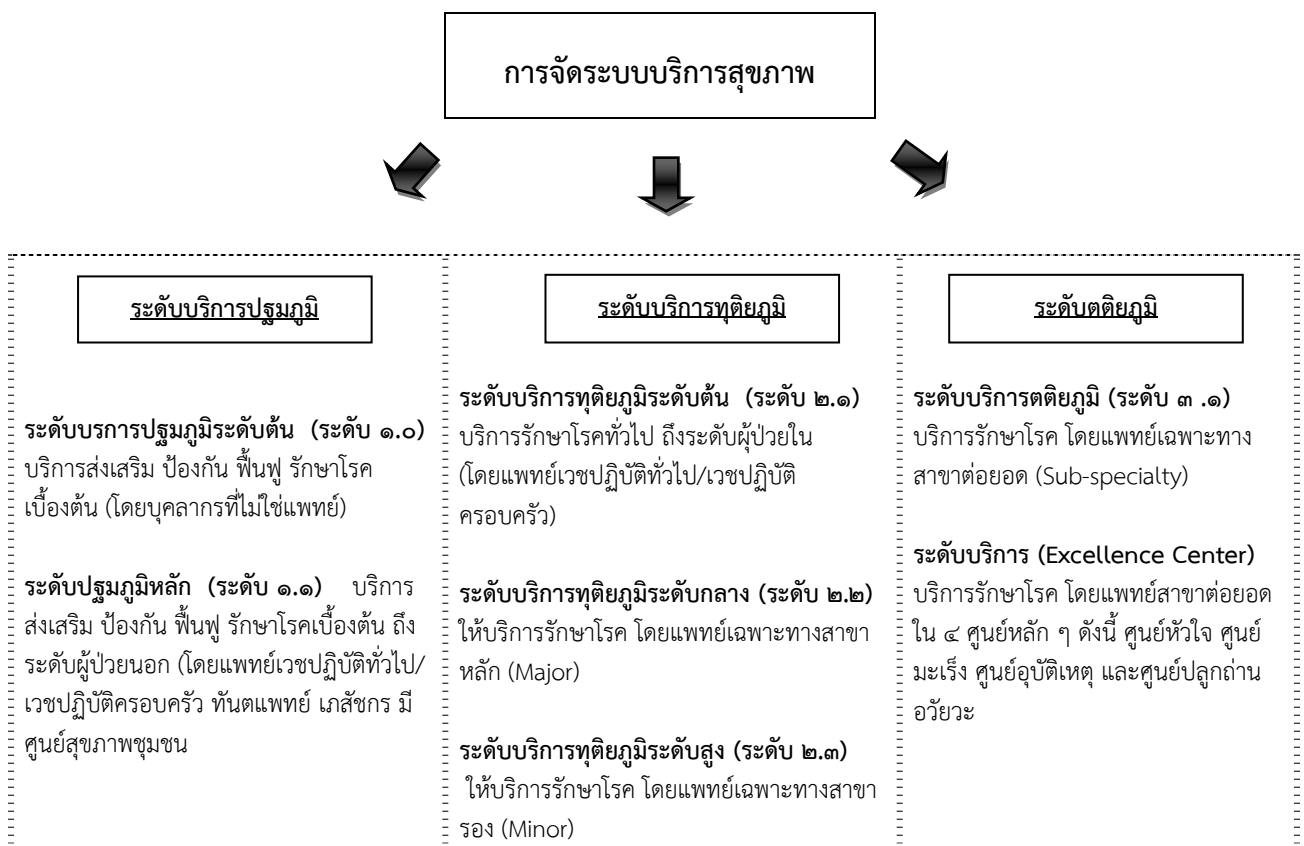 การจัดระบบบริการสุขภาพ
ระดับบริการปฐมภูมิ
ระดับบรการปฐมภูมิระดับต้น (ระดับ ๑.๐)
บริการส่งเสริม ป้องกัน ฟื้นฟู รักษาโรค
เบื้องต้น (โดยบุคลากรที่ไม่ใช่แพทย์)
ระดับปฐมภูมิหลัก (ระดับ ๑.๑) บริการ
ส่งเสริม ป้องกัน ฟื้นฟู รักษาโรคเบื้องต้น ถึง
ระดับผู้ป่วยนอก (โดยแพทย์เวชปฏิบัติทั่วไป/
เวชปฏิบัติครอบครัว ทันตแพทย์ เภสัชกร มี
ศูนย์สุขภาพชุมชน
ระดับบริการทุติยภูมิ
ระดับบริการทุติยภูมิระดับต้น (ระดับ ๒.๑)
บริการรักษาโรคทั่วไป ถึงระดับผู้ป่วยใน
(โดยแพทย์เวชปฏิบัติทั่วไป/เวชปฏิบัติ
ครอบครัว)
ระดับบริการทุติยภูมิระดับกลาง (ระดับ ๒.๒)
ให้บริการรักษาโรค โดยแพทย์เฉพาะทางสาขา
หลัก (Major)
ระดับบริการทุติยภูมิระดับสูง (ระดับ ๒.๓)
ให้บริการรักษาโรค โดยแพทย์เฉพาะทางสาขา
รอง (Minor)
ระดับตติยภูมิ
ระดับบริการตติยภูมิ (ระดับ ๓ .๑)
บริการรักษาโรค โดยแพทย์เฉพาะทาง
สาขาต่อยอด (Sub-specialty)
ระดับบริการ (Excellence Center)
บริการรักษาโรค โดยแพทย์สาขาต่อยอด
ใน ๔ ศูนย์หลัก ๆ ดังนี้ ศูนย์หัวใจ ศูนย์
มะเร็ง ศูนย์อุบัติเหตุ และศูนย์ปลูกถ่าน
อวัยวะ